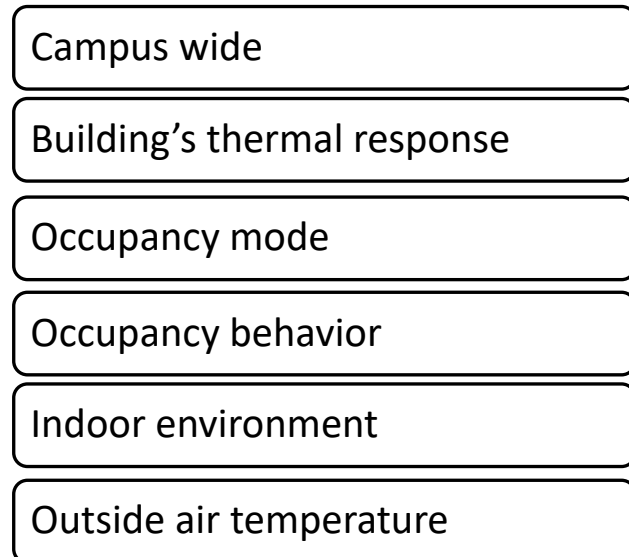 Campus wide
Building’s thermal response
Occupancy mode
Occupancy behavior
Indoor environment
Outside air temperature